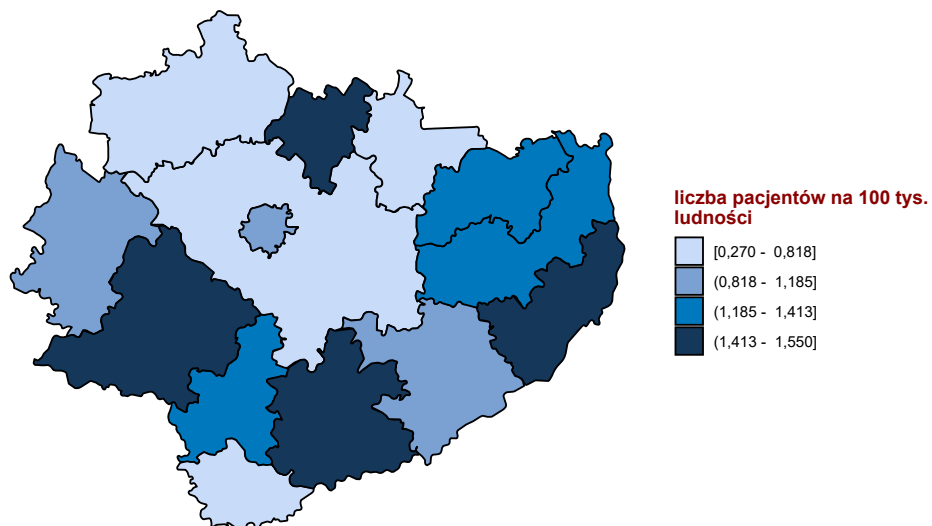 liczba pacjentów na 100 tys.
ludności
[0,270 - 0,818]
(0,818 - 1,185]
(1,185 - 1,413]
(1,413 - 1,550]